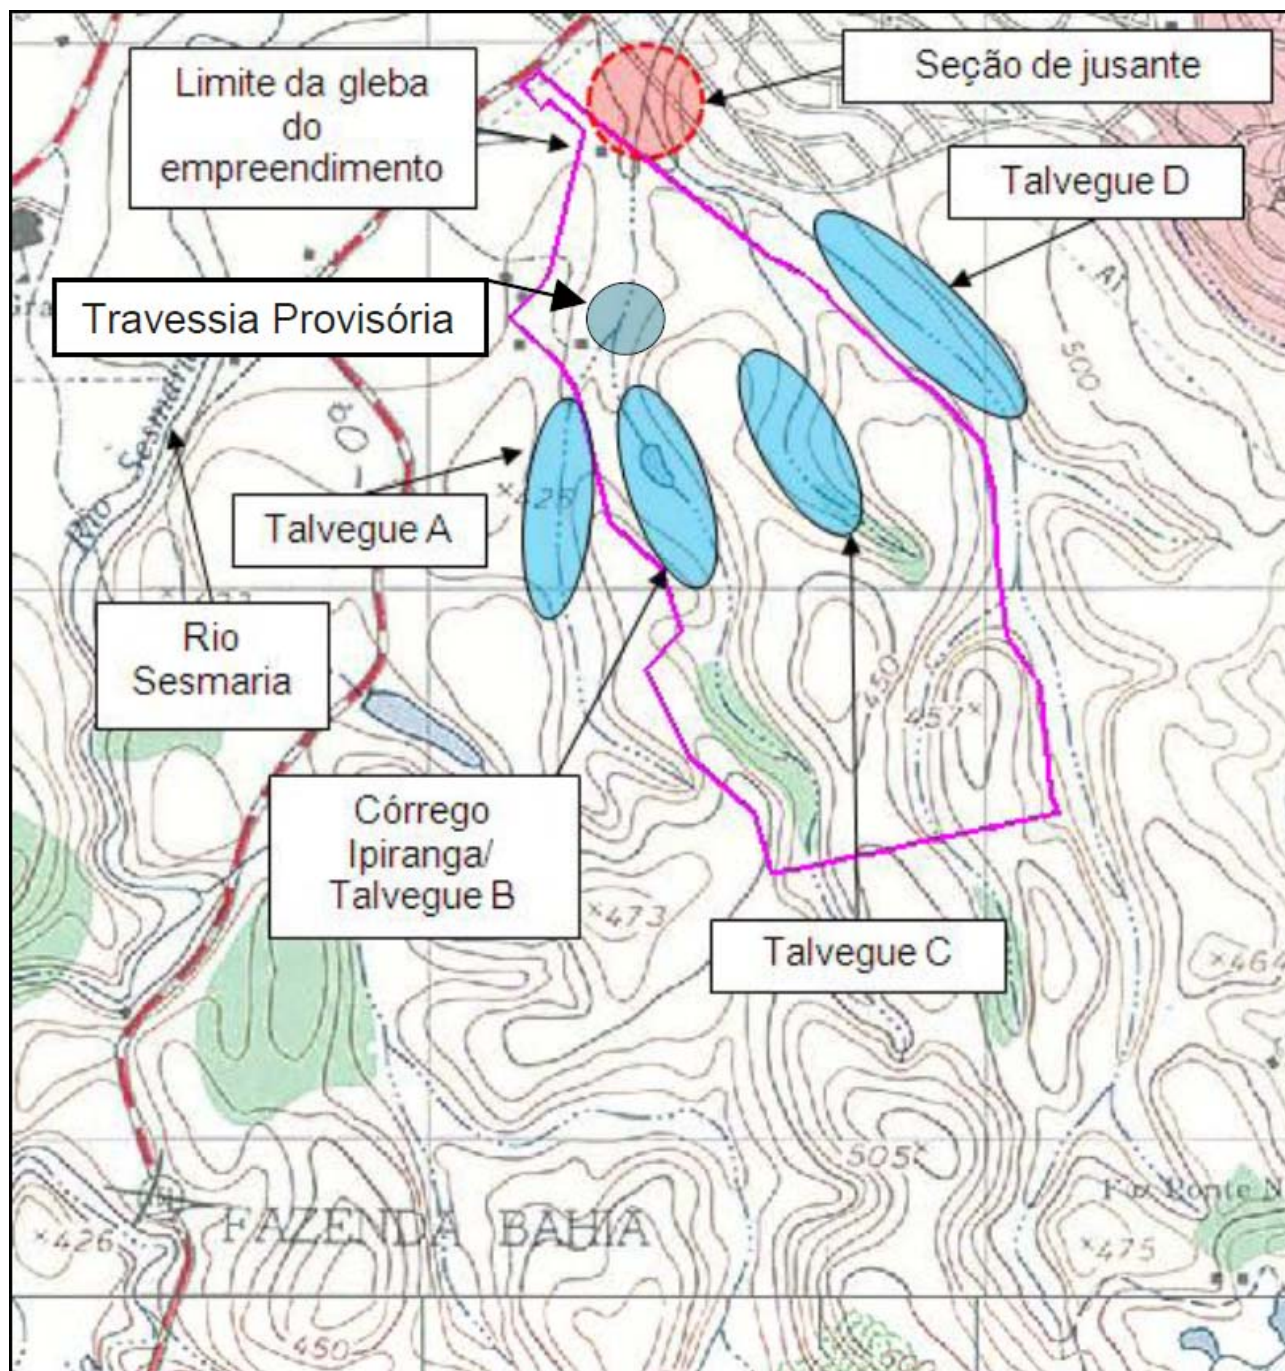 Limite da gleba
do
empreendimento
Seção de jusante
Talvegue D
Travessia Provisória
500
Rio Sesmaria
×425
Talvegue A
Rio
Sesmaria
450
457×
Córrego
Ipiranga/
Talvegue B
×473
Talvegue C
×464
505×
FAZENDA BAHIA
×426
×475
450